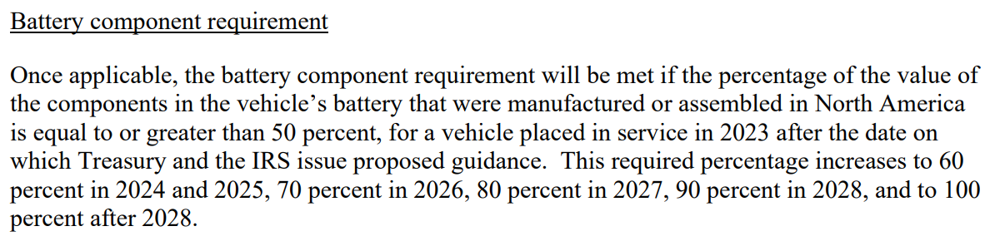 Battery component requirement
Once applicable, the battery component requirement will be met if the percentage of the value of
the components in the vehicle’s battery that were manufactured or assembled in North America
is equal to or greater than 50 percent, for a vehicle placed in service in 2023 after the date on
which Treasury and the IRS issue proposed guidance.  This required percentage increases to 60
percent in 2024 and 2025, 70 percent in 2026, 80 percent in 2027, 90 percent in 2028, and to 100
percent after 2028.